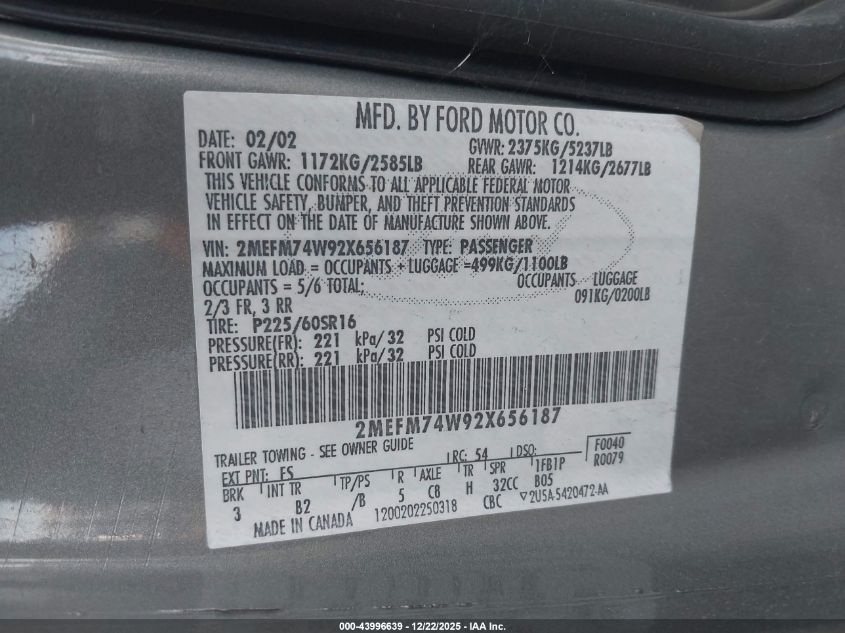 MFD. BY FORD MOTOR CO.
DATE: 02/02 GVWR: 2375KG/5237LB
FRONT GAWR: 1172KG/2585LB REAR GAWR: 1214KG/2677LB
THIS VEHICLE CONFORMS TO ALL APPLICABLE FEDERAL MOTOR
VEHICLE SAFETY, BUMPER, AND THEFT PREVENTION STANDARDS
IN EFFECT ON THE DATE OF MANUFACTURE SHOWN ABOVE.
VIN: 2MEFM74W92X656187 TYPE: PASSENGER
MAXIMUM LOAD = OCCUPANTS + LUGGAGE =499KG/1100LB
OCCUPANTS = 5/6 TOTAL; OCCUPANTS LUGGAGE
2/3 FR, 3 RR 091KG/0200LB
TIRE: P225/60SR16
PRESSURE(FR): 221 kPa/ 32 PSI COLD
PRESSURE(RR): 221 kPa/ 32 PSI COLD
2MEFM74W92X656187
TRAILER TOWING - SEE OWNER GUIDE
EXT PNT: FS RC: 54 DSO: F0040
BRK INT TR TP/PS R AXLE TR SPR 1FB1P R0079
3 B2 /B 5 C8 H 32CC B05
MADE IN CANADA 1200202250318 CBC ▽2USA-5420472-AA
000-43996639 - 12/22/2025 - IAA Inc.